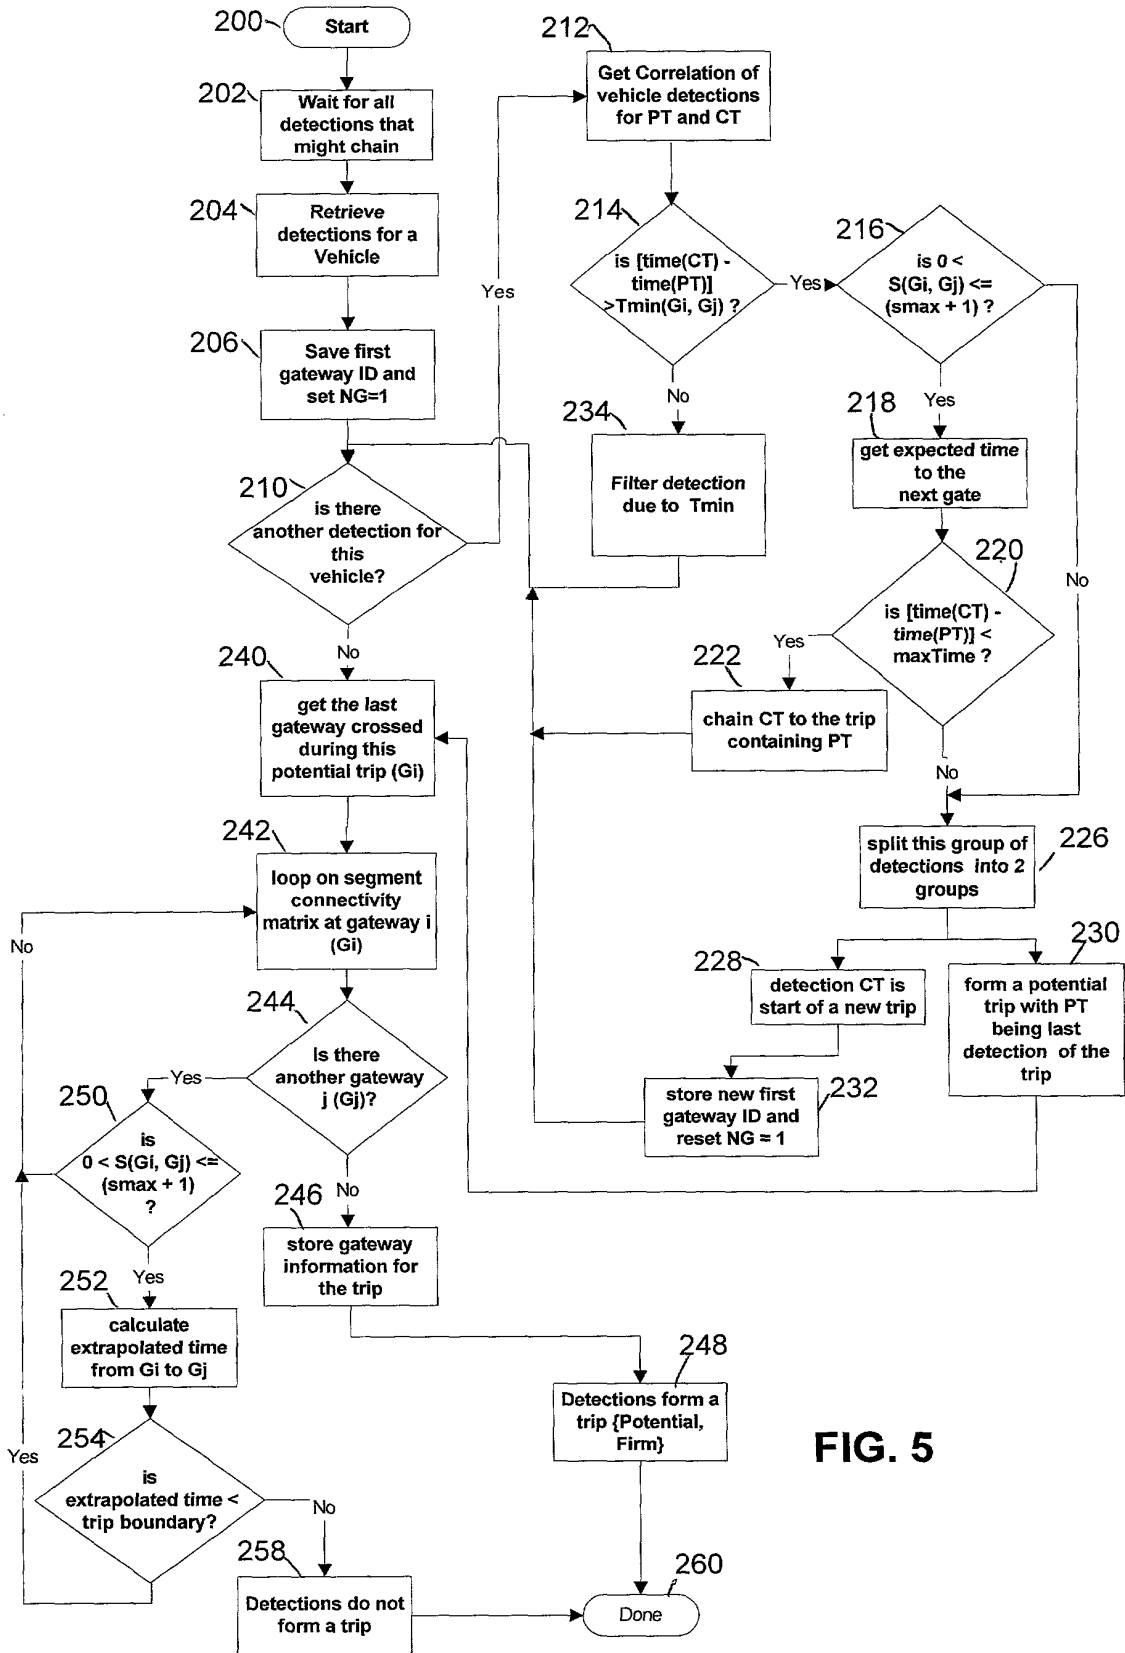 200
Start
202
Wait for all
detections that
might chain
204
Retrieve
detections for a
Vehicle
206
Save first
gateway ID and
set NG=1
210
is there
another detection for
this
vehicle?
Yes
No
212
Get Correlation of
vehicle detections
for PT and CT
214
is [time(CT) -
time(PT)]
>Tmin(Gi, Gj) ?
Yes
No
216
is 0 <
S(Gi, Gj) <=
(smax + 1) ?
Yes
No
218
get expected time
to the
next gate
234
Filter detection
due to Tmin
220
is [time(CT) -
time(PT)] <
maxTime ?
Yes
No
222
chain CT to the trip
containing PT
226
split this group of
detections into 2
groups
228
detection CT is
start of a new trip
230
form a potential
trip with PT
being last
detection of the
trip
232
store new first
gateway ID and
reset NG = 1
240
get the last
gateway crossed
during this
potential trip (Gi)
242
loop on segment
connectivity
matrix at gateway i
(Gi)
244
Is there
another gateway
j (Gj)?
Yes
No
250
is
0 < S(Gi, Gj) <=
(smax + 1)
?
No
Yes
246
store gateway
information for
the trip
252
calculate
extrapolated time
from Gi to Gj
248
Detections form a
trip {Potential,
Firm}
254
is
extrapolated time <
trip boundary?
Yes
No
258
Detections do not
form a trip
260
Done
FIG. 5